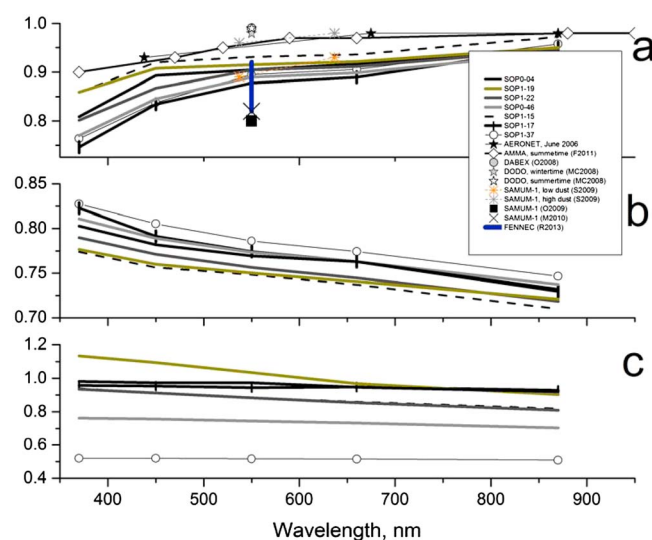 1.0
0.9
0.8
a
SOP0-04
SOP1-19
SOP1-22
SOP0-46
SOP1-15
SOP1-17
SOP1-37
AERONET, June 2006
AMMA, summetime (F2011)
DABEX (O2008)
DODO, wintertime (MC2008)
DODO, summertime (MC2008)
SAMUM-1, low dust (S2009)
SAMUM-1, high dust (S2009)
SAMUM-1 (O2009)
SAMUM-1 (M2010)
FENNEC (R2013)
0.85
0.80
0.75
0.70
b
1.2
1.0
0.8
0.6
0.4
c
400 500 600 700 800 900
Wavelength, nm